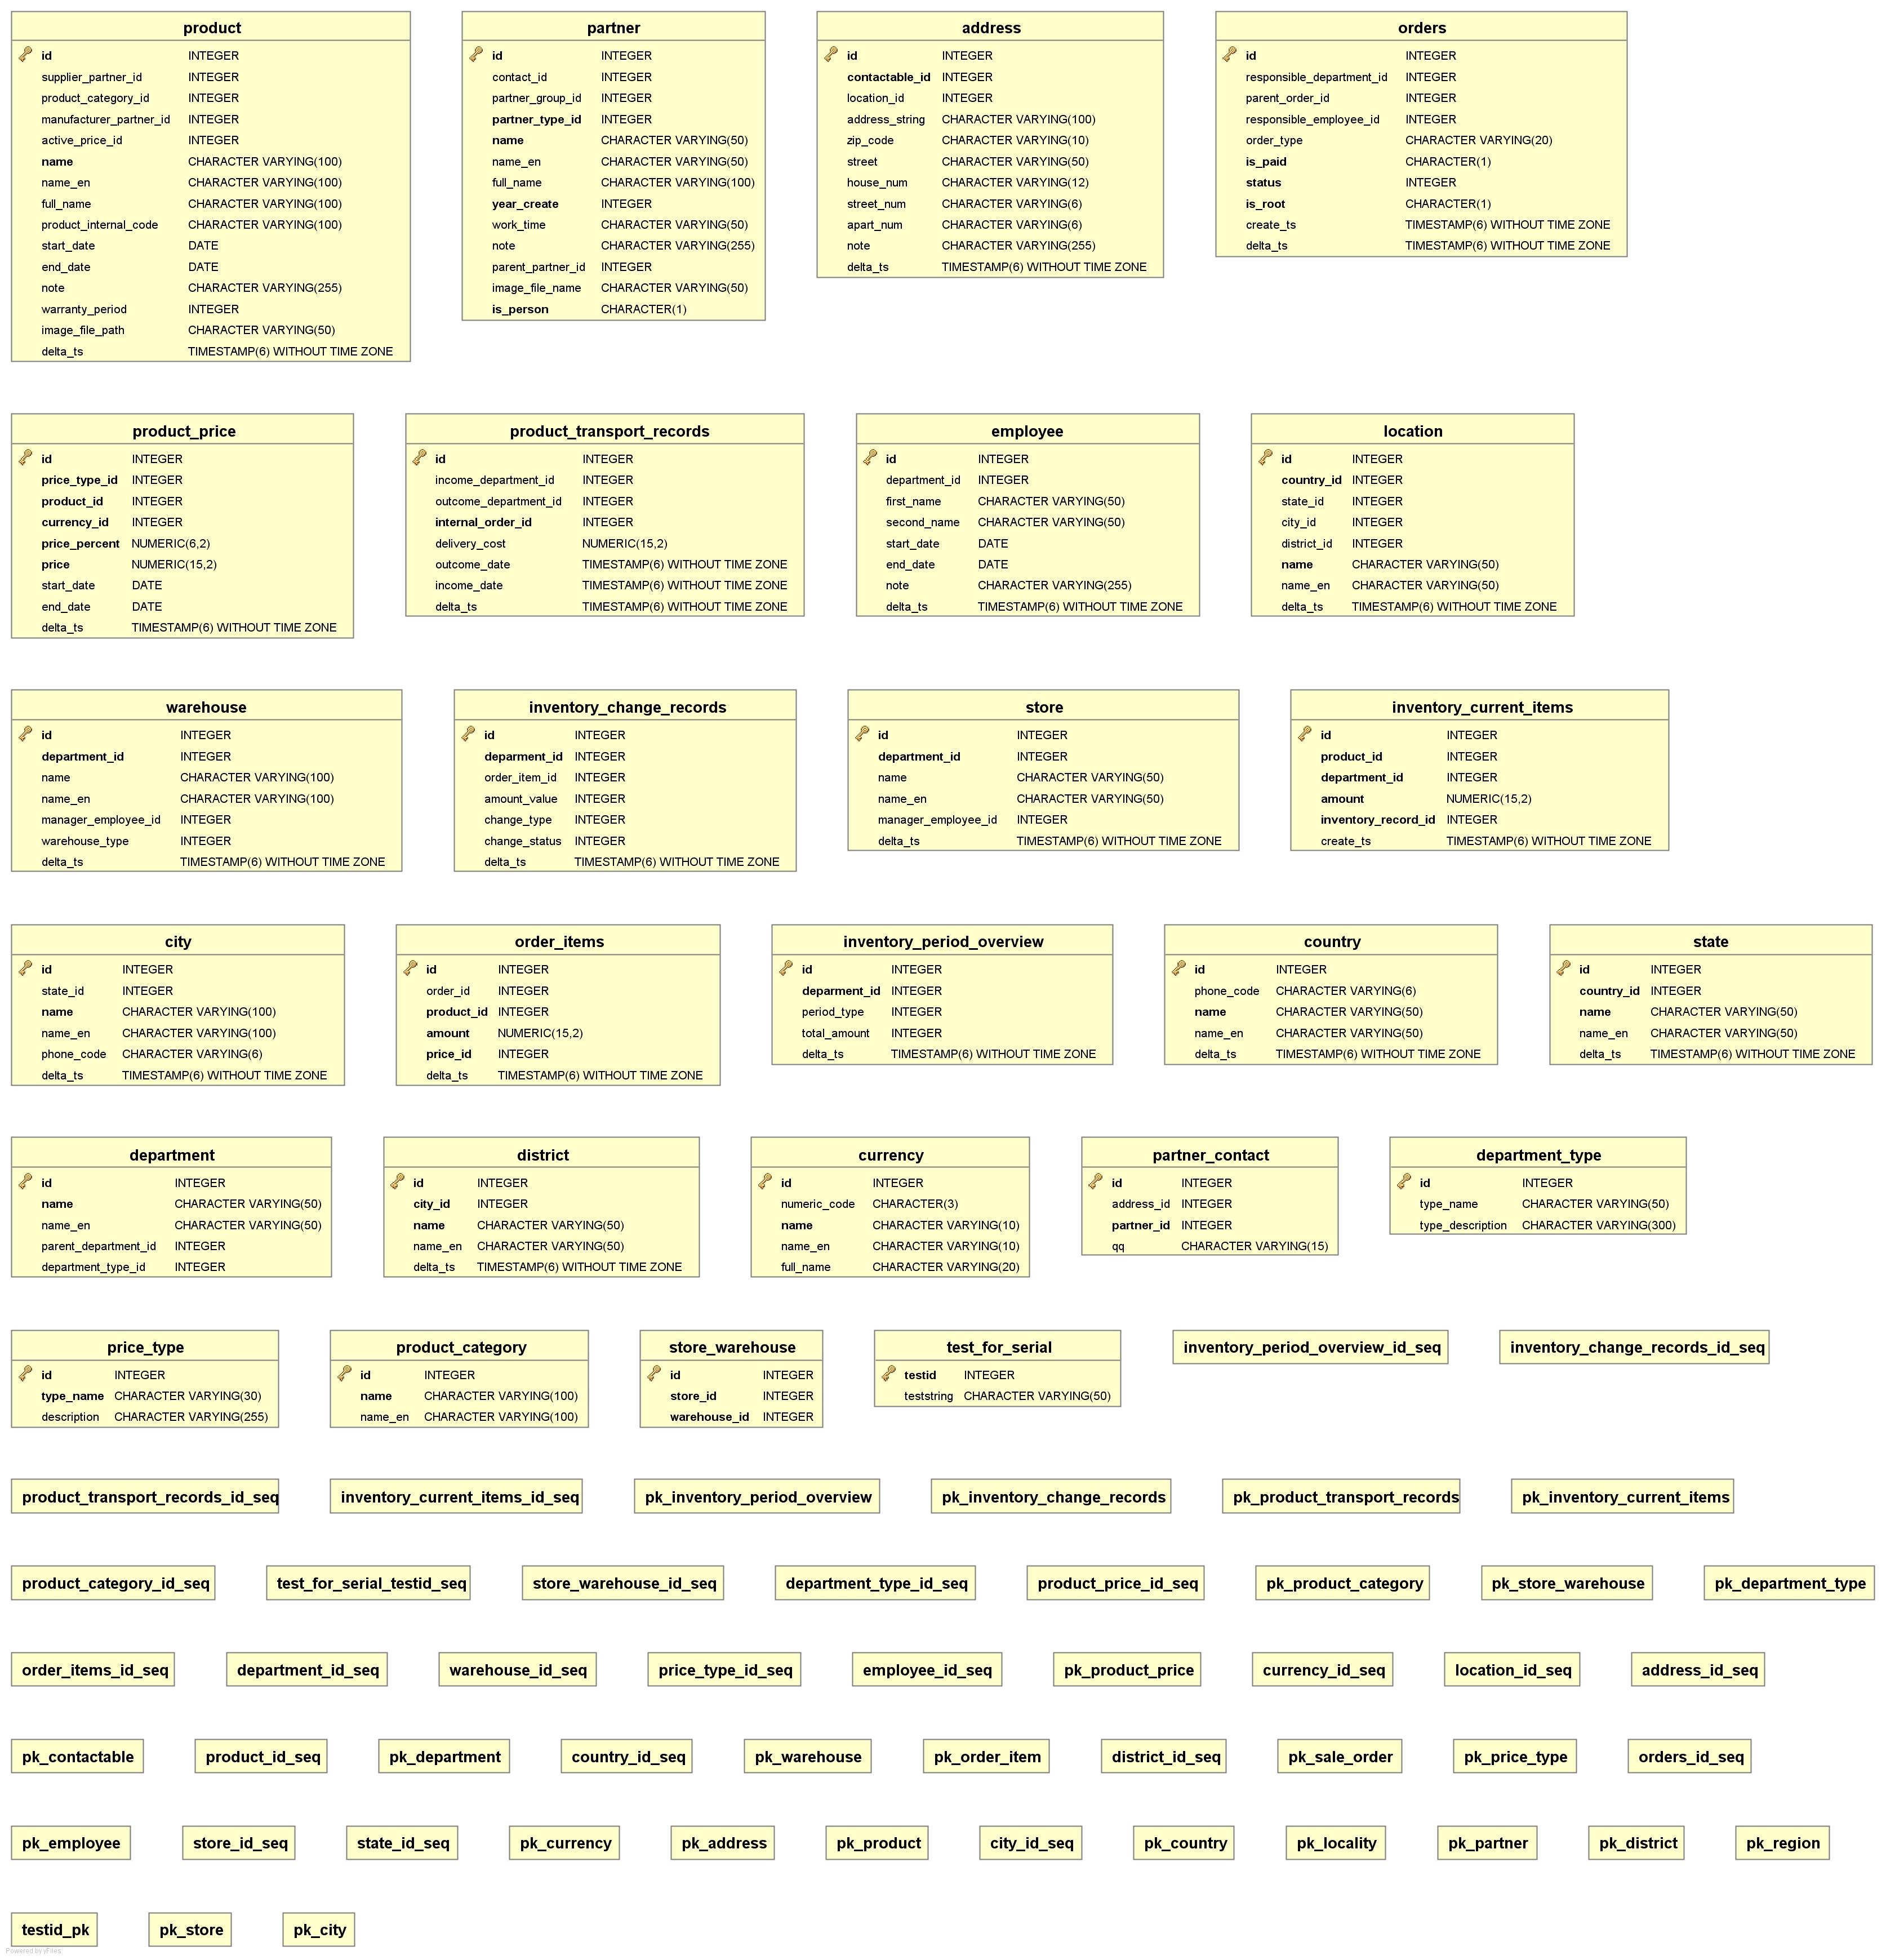 product
id INTEGER
supplier_partner_id INTEGER
product_category_id INTEGER
manufacturer_partner_id INTEGER
active_price_id INTEGER
name CHARACTER VARYING(100)
name_en CHARACTER VARYING(100)
full_name CHARACTER VARYING(100)
product_internal_code CHARACTER VARYING(100)
start_date DATE
end_date DATE
note CHARACTER VARYING(255)
warranty_period INTEGER
image_file_path CHARACTER VARYING(50)
delta_ts TIMESTAMP(6) WITHOUT TIME ZONE
partner
id INTEGER
contact_id INTEGER
partner_group_id INTEGER
partner_type_id INTEGER
name CHARACTER VARYING(50)
name_en CHARACTER VARYING(50)
full_name CHARACTER VARYING(100)
year_create INTEGER
work_time CHARACTER VARYING(50)
note CHARACTER VARYING(255)
parent_partner_id INTEGER
image_file_name CHARACTER VARYING(50)
is_person CHARACTER(1)
address
id INTEGER
contactable_id INTEGER
location_id INTEGER
address_string CHARACTER VARYING(100)
zip_code CHARACTER VARYING(10)
street CHARACTER VARYING(50)
house_num CHARACTER VARYING(12)
street_num CHARACTER VARYING(6)
apart_num CHARACTER VARYING(6)
note CHARACTER VARYING(255)
delta_ts TIMESTAMP(6) WITHOUT TIME ZONE
orders
id INTEGER
responsible_department_id INTEGER
parent_order_id INTEGER
responsible_employee_id INTEGER
order_type CHARACTER VARYING(20)
is_paid CHARACTER(1)
status INTEGER
is_root CHARACTER(1)
create_ts TIMESTAMP(6) WITHOUT TIME ZONE
delta_ts TIMESTAMP(6) WITHOUT TIME ZONE
product_price
id INTEGER
price_type_id INTEGER
product_id INTEGER
currency_id INTEGER
price_percent NUMERIC(6,2)
price NUMERIC(15,2)
start_date DATE
end_date DATE
delta_ts TIMESTAMP(6) WITHOUT TIME ZONE
product_transport_records
id INTEGER
income_department_id INTEGER
outcome_department_id INTEGER
internal_order_id INTEGER
delivery_cost NUMERIC(15,2)
outcome_date TIMESTAMP(6) WITHOUT TIME ZONE
income_date TIMESTAMP(6) WITHOUT TIME ZONE
delta_ts TIMESTAMP(6) WITHOUT TIME ZONE
employee
id INTEGER
department_id INTEGER
first_name CHARACTER VARYING(50)
second_name CHARACTER VARYING(50)
start_date DATE
end_date DATE
note CHARACTER VARYING(255)
delta_ts TIMESTAMP(6) WITHOUT TIME ZONE
location
id INTEGER
country_id INTEGER
state_id INTEGER
city_id INTEGER
district_id INTEGER
name CHARACTER VARYING(50)
name_en CHARACTER VARYING(50)
delta_ts TIMESTAMP(6) WITHOUT TIME ZONE
warehouse
id INTEGER
department_id INTEGER
name CHARACTER VARYING(100)
name_en CHARACTER VARYING(100)
manager_employee_id INTEGER
warehouse_type INTEGER
delta_ts TIMESTAMP(6) WITHOUT TIME ZONE
inventory_change_records
id INTEGER
deparment_id INTEGER
order_item_id INTEGER
amount_value INTEGER
change_type INTEGER
change_status INTEGER
delta_ts TIMESTAMP(6) WITHOUT TIME ZONE
store
id INTEGER
department_id INTEGER
name CHARACTER VARYING(50)
name_en CHARACTER VARYING(50)
manager_employee_id INTEGER
delta_ts TIMESTAMP(6) WITHOUT TIME ZONE
inventory_current_items
id INTEGER
product_id INTEGER
department_id INTEGER
amount NUMERIC(15,2)
inventory_record_id INTEGER
create_ts TIMESTAMP(6) WITHOUT TIME ZONE
city
id INTEGER
state_id INTEGER
name CHARACTER VARYING(100)
name_en CHARACTER VARYING(100)
phone_code CHARACTER VARYING(6)
delta_ts TIMESTAMP(6) WITHOUT TIME ZONE
order_items
id INTEGER
order_id INTEGER
product_id INTEGER
amount NUMERIC(15,2)
price_id INTEGER
delta_ts TIMESTAMP(6) WITHOUT TIME ZONE
inventory_period_overview
id INTEGER
deparment_id INTEGER
period_type INTEGER
total_amount INTEGER
delta_ts TIMESTAMP(6) WITHOUT TIME ZONE
country
id INTEGER
phone_code CHARACTER VARYING(6)
name CHARACTER VARYING(50)
name_en CHARACTER VARYING(50)
delta_ts TIMESTAMP(6) WITHOUT TIME ZONE
state
id INTEGER
country_id INTEGER
name CHARACTER VARYING(50)
name_en CHARACTER VARYING(50)
delta_ts TIMESTAMP(6) WITHOUT TIME ZONE
department
id INTEGER
name CHARACTER VARYING(50)
name_en CHARACTER VARYING(50)
parent_department_id INTEGER
department_type_id INTEGER
district
id INTEGER
city_id INTEGER
name CHARACTER VARYING(50)
name_en CHARACTER VARYING(50)
delta_ts TIMESTAMP(6) WITHOUT TIME ZONE
currency
id INTEGER
numeric_code CHARACTER(3)
name CHARACTER VARYING(10)
name_en CHARACTER VARYING(10)
full_name CHARACTER VARYING(20)
partner_contact
id INTEGER
address_id INTEGER
partner_id INTEGER
qq CHARACTER VARYING(15)
department_type
id INTEGER
type_name CHARACTER VARYING(50)
type_description CHARACTER VARYING(300)
price_type
id INTEGER
type_name CHARACTER VARYING(30)
description CHARACTER VARYING(255)
product_category
id INTEGER
name CHARACTER VARYING(100)
name_en CHARACTER VARYING(100)
store_warehouse
id INTEGER
store_id INTEGER
warehouse_id INTEGER
test_for_serial
testid INTEGER
teststring CHARACTER VARYING(50)
inventory_period_overview_id_seq
inventory_change_records_id_seq
product_transport_records_id_seq
inventory_current_items_id_seq
pk_inventory_period_overview
pk_inventory_change_records
pk_product_transport_records
pk_inventory_current_items
product_category_id_seq
test_for_serial_testid_seq
store_warehouse_id_seq
department_type_id_seq
product_price_id_seq
pk_product_category
pk_store_warehouse
pk_department_type
order_items_id_seq
department_id_seq
warehouse_id_seq
price_type_id_seq
employee_id_seq
pk_product_price
currency_id_seq
location_id_seq
address_id_seq
pk_contactable
product_id_seq
pk_department
country_id_seq
pk_warehouse
pk_order_item
district_id_seq
pk_sale_order
pk_price_type
orders_id_seq
pk_employee
store_id_seq
state_id_seq
pk_currency
pk_address
pk_product
city_id_seq
pk_country
pk_locality
pk_partner
pk_district
pk_region
testid_pk
pk_store
pk_city
Powered by yFiles